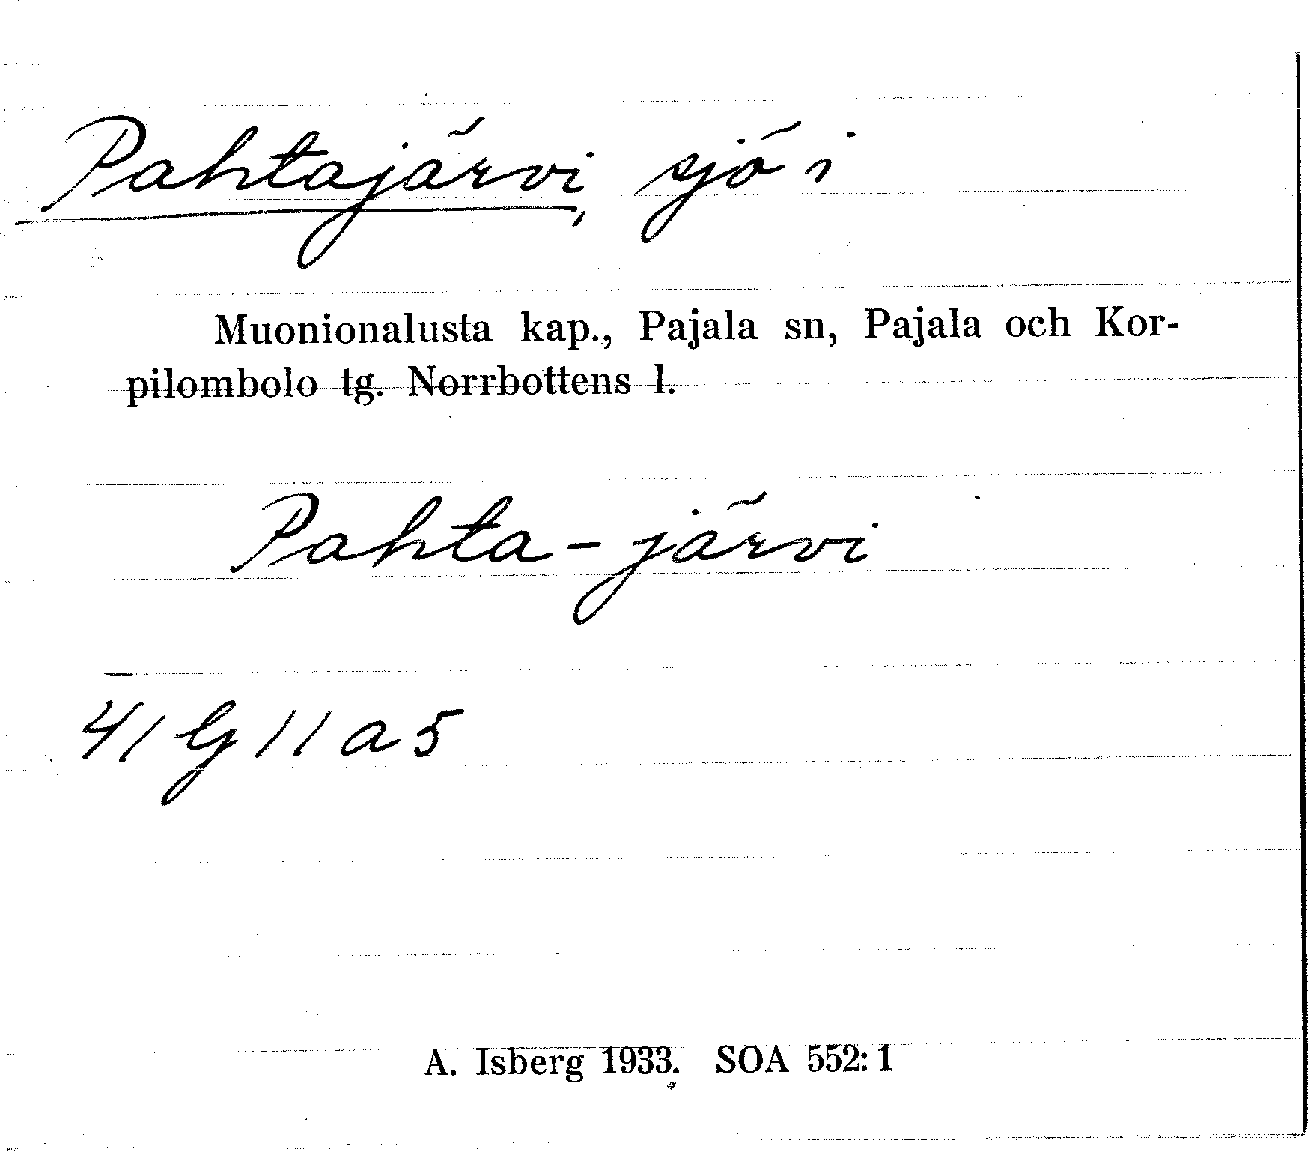 Pahtajärvi, sjö i
Muonionalusta kap., Pajala sn, Pajala och Kor-
pilombolo tg. Norrbottens l.
Pahta-järvi
41 G 11 a 5
A. Isberg 1933. SOA 552:1